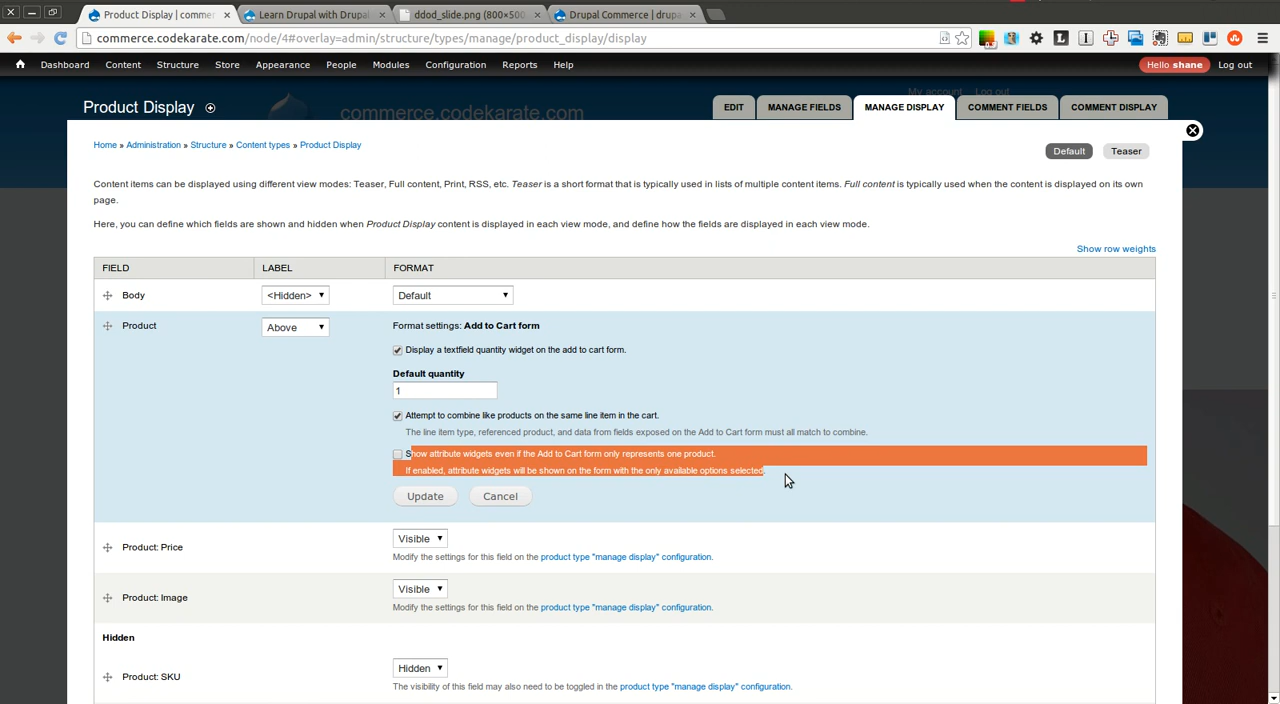 Product Display | comme
Learn Drupal with Drupa
ddod_slide.png (800×500
Drupal Commerce | drupa
commerce.codekarate.com/node/4#overlay=admin/structure/types/manage/product_display/display
Dashboard Content Structure Store Appearance People Modules Configuration Reports Help Hello shane Log out
My account Log out
Product Display
commerce.codekarate.com
EDIT MANAGE FIELDS MANAGE DISPLAY COMMENT FIELDS COMMENT DISPLAY
Home » Administration » Structure » Content types » Product Display
Default Teaser
Content items can be displayed using different view modes: Teaser, Full content, Print, RSS, etc. Teaser is a short format that is typically used in lists of multiple content items. Full content is typically used when the content is displayed on its own
page.
Here, you can define which fields are shown and hidden when Product Display content is displayed in each view mode, and define how the fields are displayed in each view mode.
Show row weights
FIELD LABEL FORMAT
Body <Hidden> Default
Product Above Format settings: Add to Cart form
Display a textfield quantity widget on the add to cart form.
Default quantity
1
Attempt to combine like products on the same line item in the cart.
The line item type, referenced product, and data from fields exposed on the Add to Cart form must all match to combine.
Show attribute widgets even if the Add to Cart form only represents one product.
If enabled, attribute widgets will be shown on the form with the only available options selected.
Update Cancel
Product: Price Visible
Modify the settings for this field on the product type "manage display" configuration.
Product: Image Visible
Modify the settings for this field on the product type "manage display" configuration.
Hidden
Product: SKU Hidden
The visibility of this field may also need to be toggled in the product type "manage display" configuration.